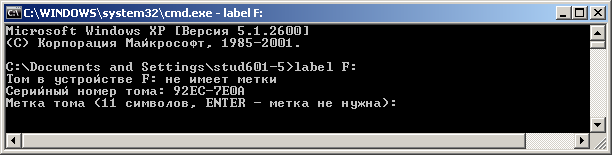 C:\WINDOWS\system32\cmd.exe - label F:
Microsoft Windows XP [Версия 5.1.2600]
(С) Корпорация Майкрософт, 1985-2001.
C:\Documents and Settings\stud601-5>label F:
Том в устройстве F: не имеет метки
Серийный номер тома: 92EC-7E0A
Метка тома (11 символов, ENTER - метка не нужна):